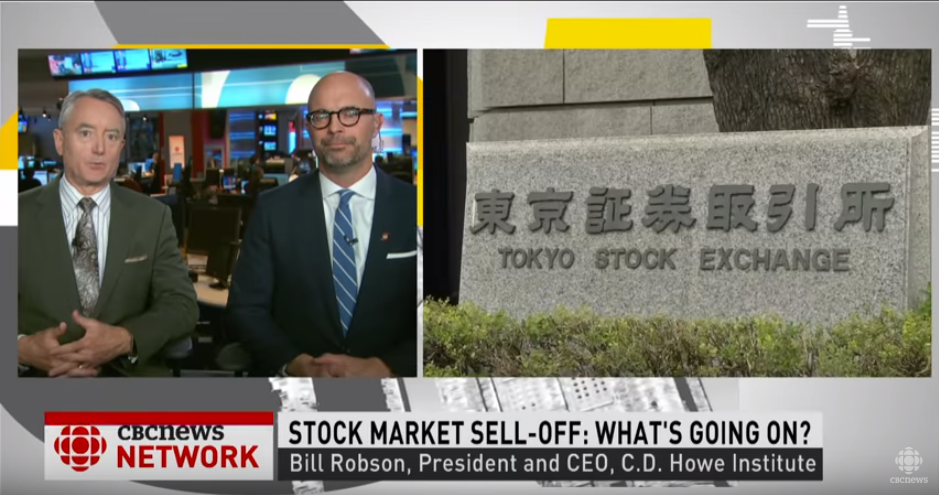 東京証券取引所
TOKYO STOCK EXCHANGE
cbcnews
NETWORK
STOCK MARKET SELL-OFF: WHAT'S GOING ON?
Bill Robson, President and CEO, C.D. Howe Institute
cbcnews